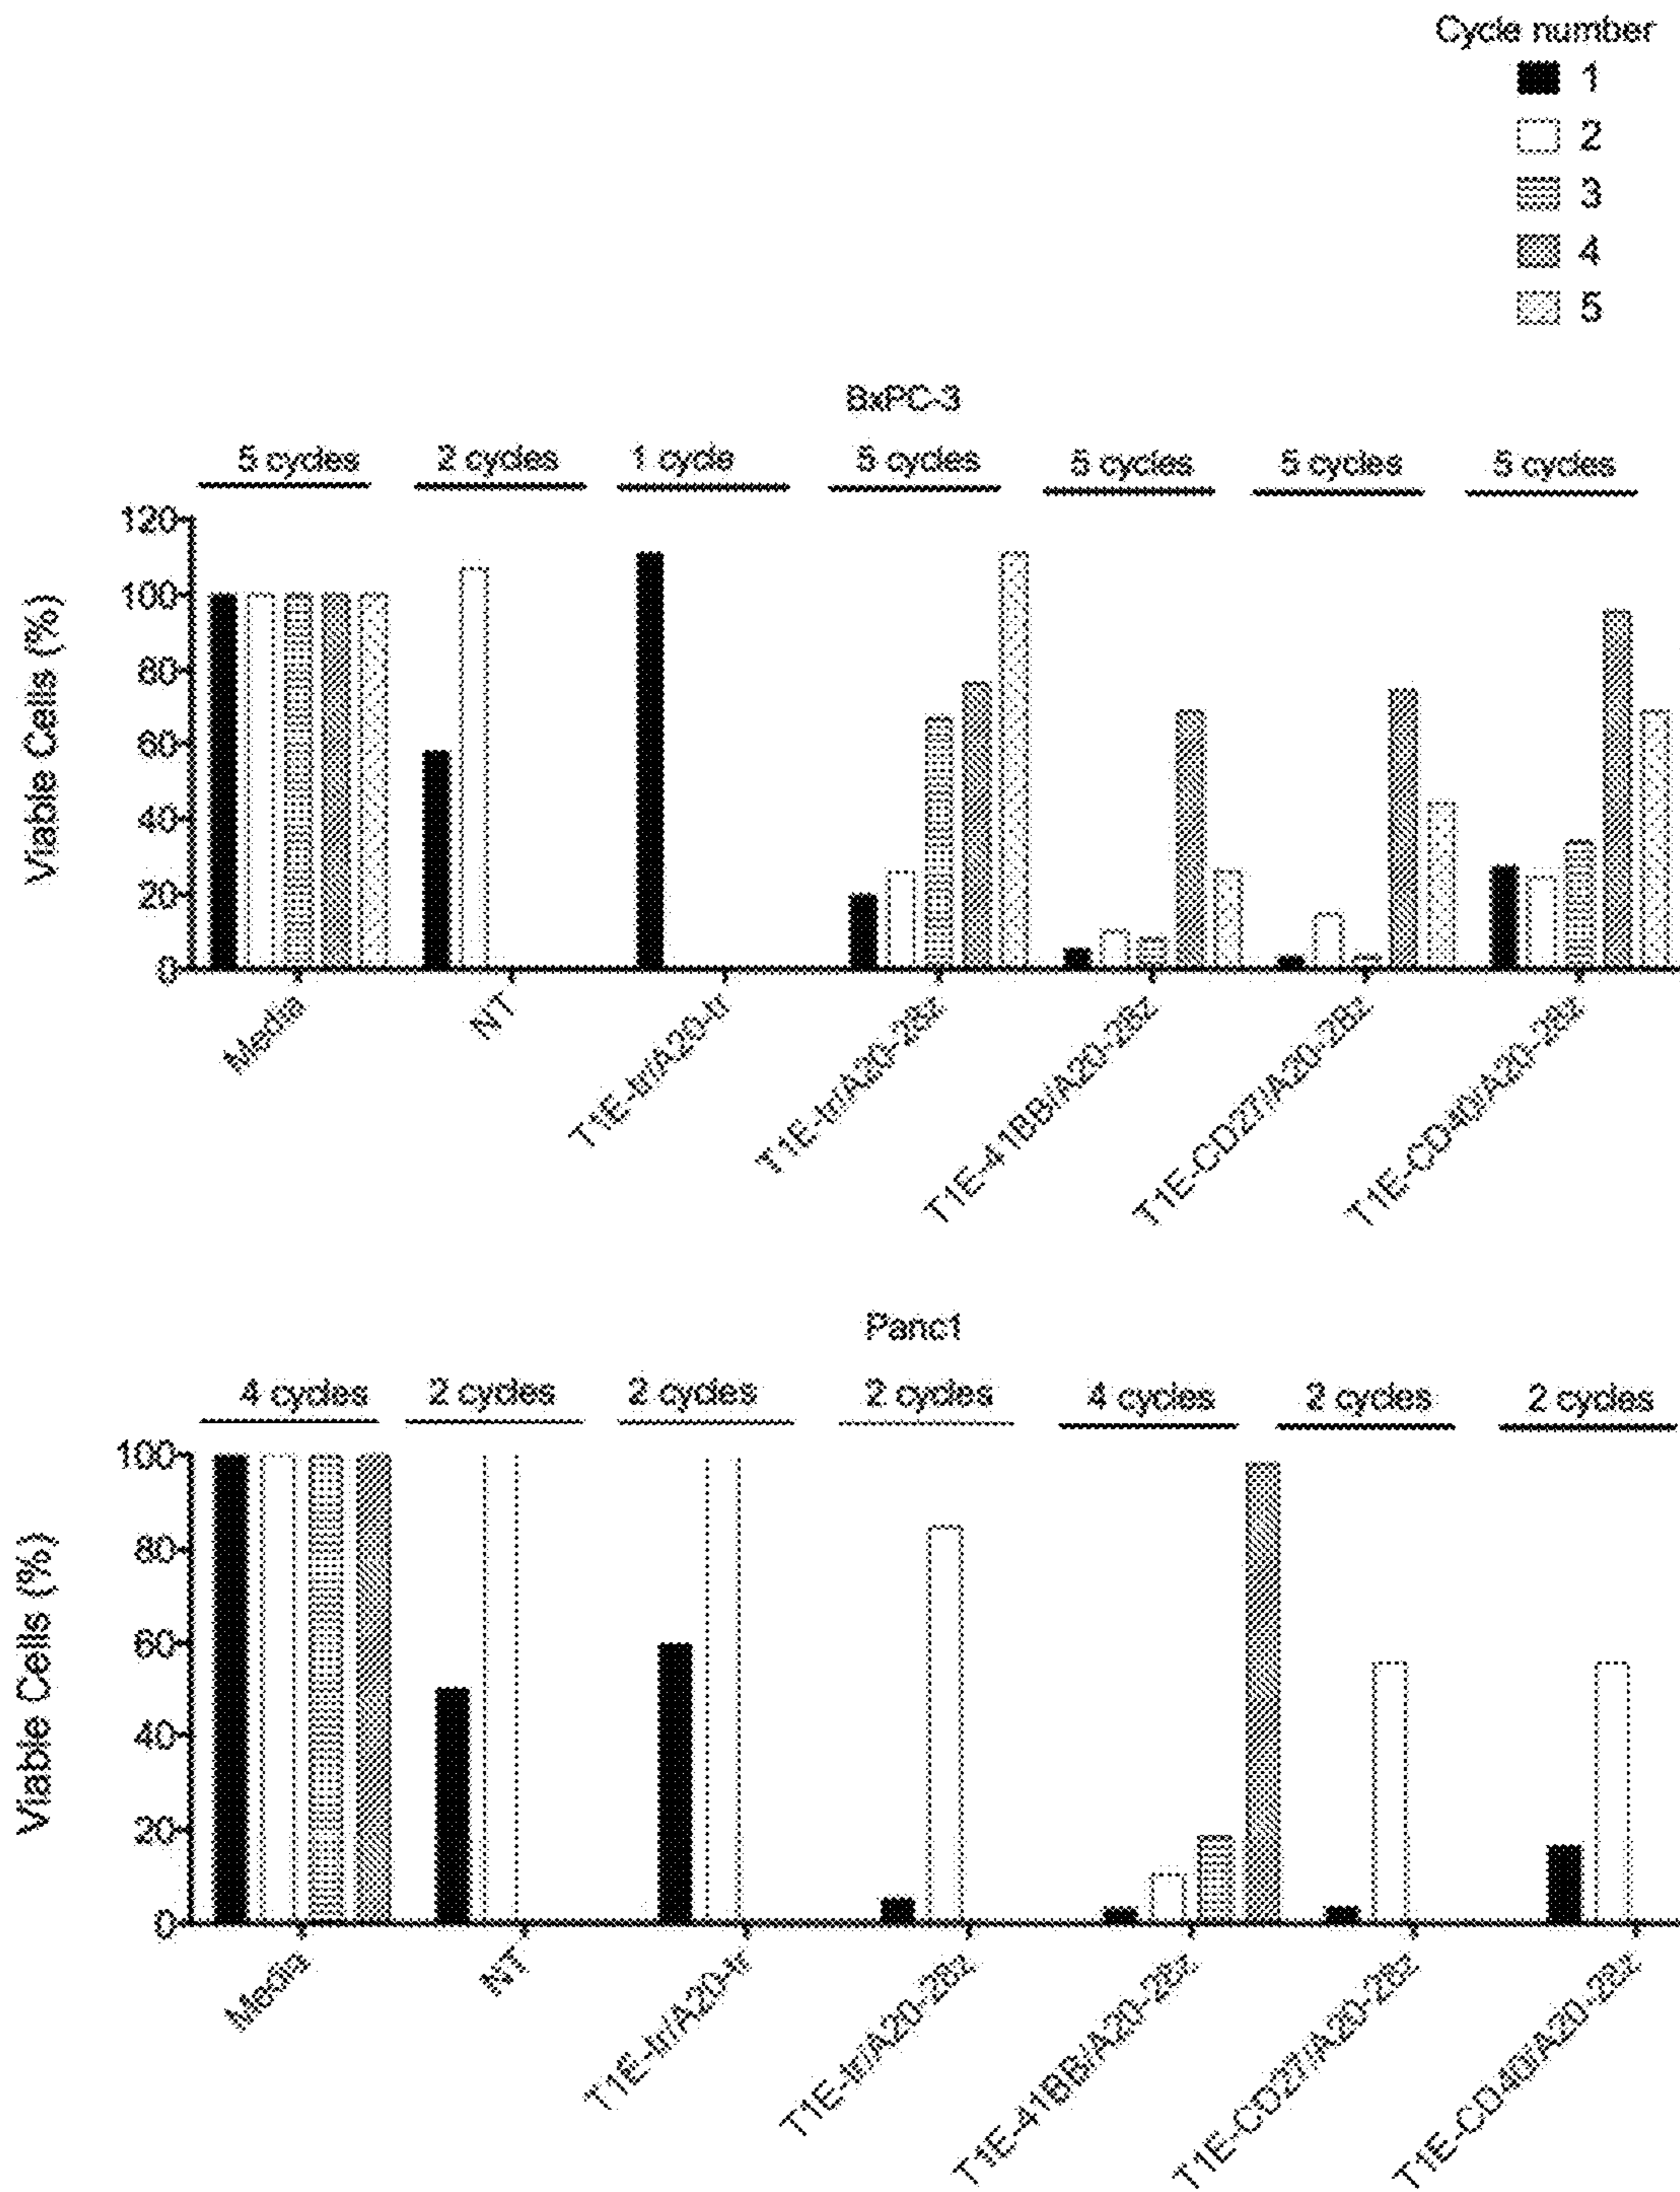 Cycle number
1
2
3
4
5
BxPC-3
5 cycles 2 cycles 1 cycle 5 cycles 5 cycles 5 cycles 5 cycles
Viable Cells (%)
120
100
80
60
40
20
0
Media NT T1E-tr/A20-tr T1E-tr/A20-28z T1E-41BB/A20-28z T1E-CD27/A20-28z T1E-CD40/A20-28z
Panc1
4 cycles 2 cycles 2 cycles 2 cycles 4 cycles 2 cycles 2 cycles
Viable Cells (%)
100
80
60
40
20
0
Media NT T1E-tr/A20-tr T1E-tr/A20-28z T1E-41BB/A20-28z T1E-CD27/A20-28z T1E-CD40/A20-28z